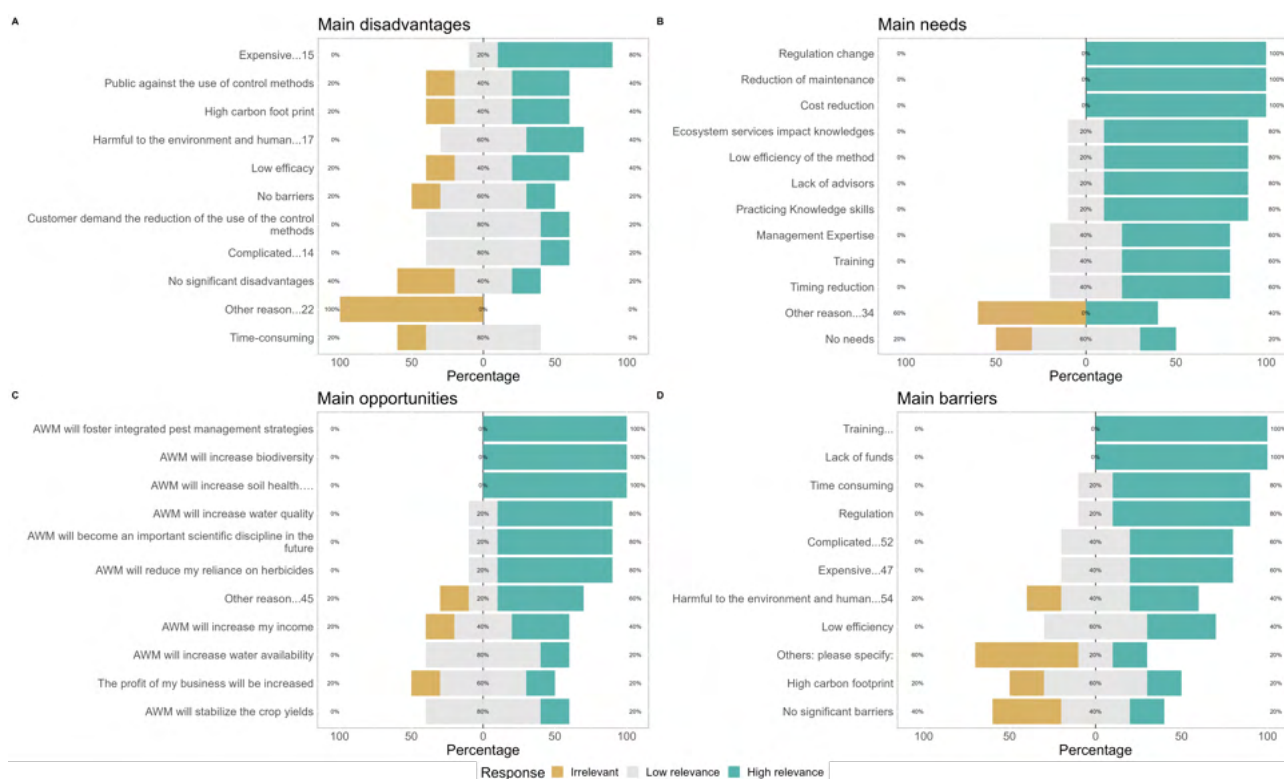 A
Main disadvantages
Expensive...15 0% 20% 80%
Public against the use of control methods 20% 40% 40%
High carbon foot print 20% 40% 40%
Harmful to the environment and human...17 0% 60% 40%
Low efficacy 20% 40% 40%
No barriers 20% 60% 20%
Customer demand the reduction of the use of the control
methods 0% 80% 20%
Complicated...14 0% 80% 20%
No significant disadvantages 40% 40% 20%
Other reason...22 100% 0% 0%
Time-consuming 20% 80% 0%
100 50 0 50 100
Percentage
B
Main needs
Regulation change 0% 0% 100%
Reduction of maintenance 0% 0% 100%
Cost reduction 0% 0% 100%
Ecosystem services impact knowledges 0% 20% 80%
Low efficiency of the method 0% 20% 80%
Lack of advisors 0% 20% 80%
Practicing Knowledge skills 0% 20% 80%
Management Expertise 0% 40% 60%
Training 0% 40% 60%
Timing reduction 0% 40% 60%
Other reason...34 60% 0% 40%
No needs 20% 60% 20%
100 50 0 50 100
Percentage
C
Main opportunities
AWM will foster integrated pest management strategies 0% 0% 100%
AWM will increase biodiversity 0% 0% 100%
AWM will increase soil health.... 0% 0% 100%
AWM will increase water quality 0% 20% 80%
AWM will become an important scientific discipline in the
future 0% 20% 80%
AWM will reduce my reliance on herbicides 0% 20% 80%
Other reason...45 20% 20% 60%
AWM will increase my income 20% 40% 40%
AWM will increase water availability 0% 80% 20%
The profit of my business will be increased 20% 60% 20%
AWM will stabilize the crop yields 0% 80% 20%
100 50 0 50 100
Percentage
D
Main barriers
Training... 0% 0% 100%
Lack of funds 0% 0% 100%
Time consuming 0% 20% 80%
Regulation 0% 20% 80%
Complicated...52 0% 40% 60%
Expensive...47 0% 40% 60%
Harmful to the environment and human...54 20% 40% 40%
Low efficiency 0% 60% 40%
Others: please specify: 60% 20% 20%
High carbon footprint 20% 60% 20%
No significant barriers 40% 40% 20%
100 50 0 50 100
Percentage
Response Irrelevant Low relevance High relevance